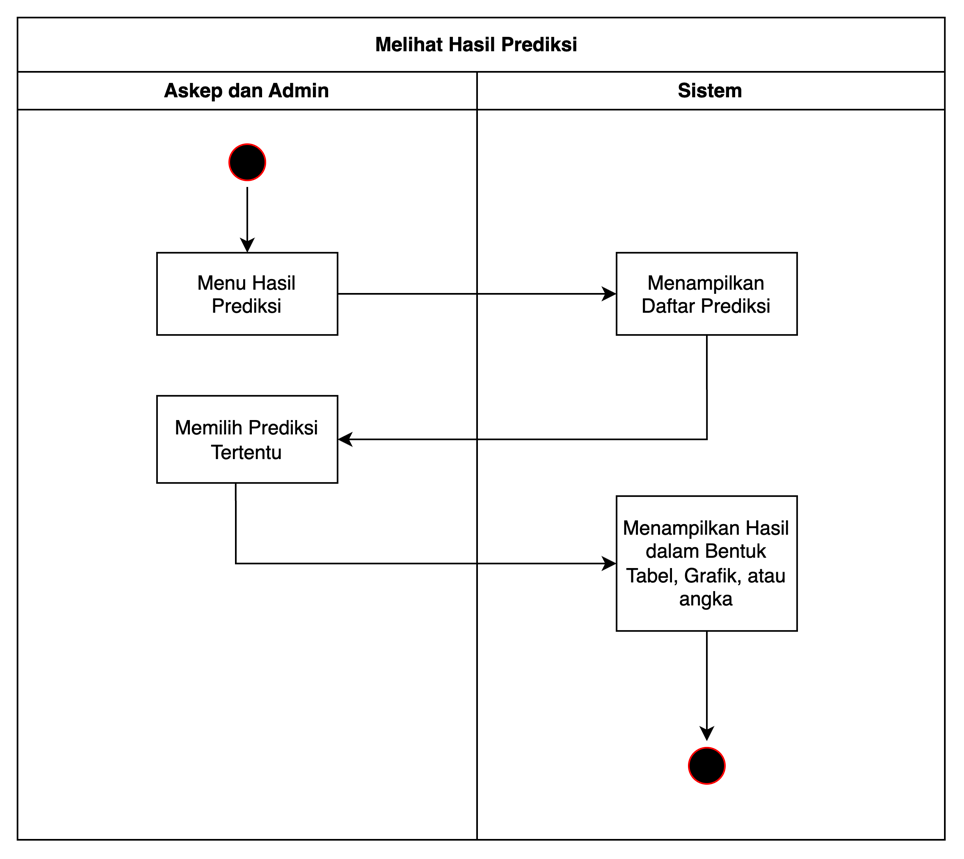 Melihat Hasil Prediksi
Askep dan Admin
Sistem
Menu Hasil
Prediksi
Menampilkan
Daftar Prediksi
Memilih Prediksi
Tertentu
Menampilkan Hasil
dalam Bentuk
Tabel, Grafik, atau
angka